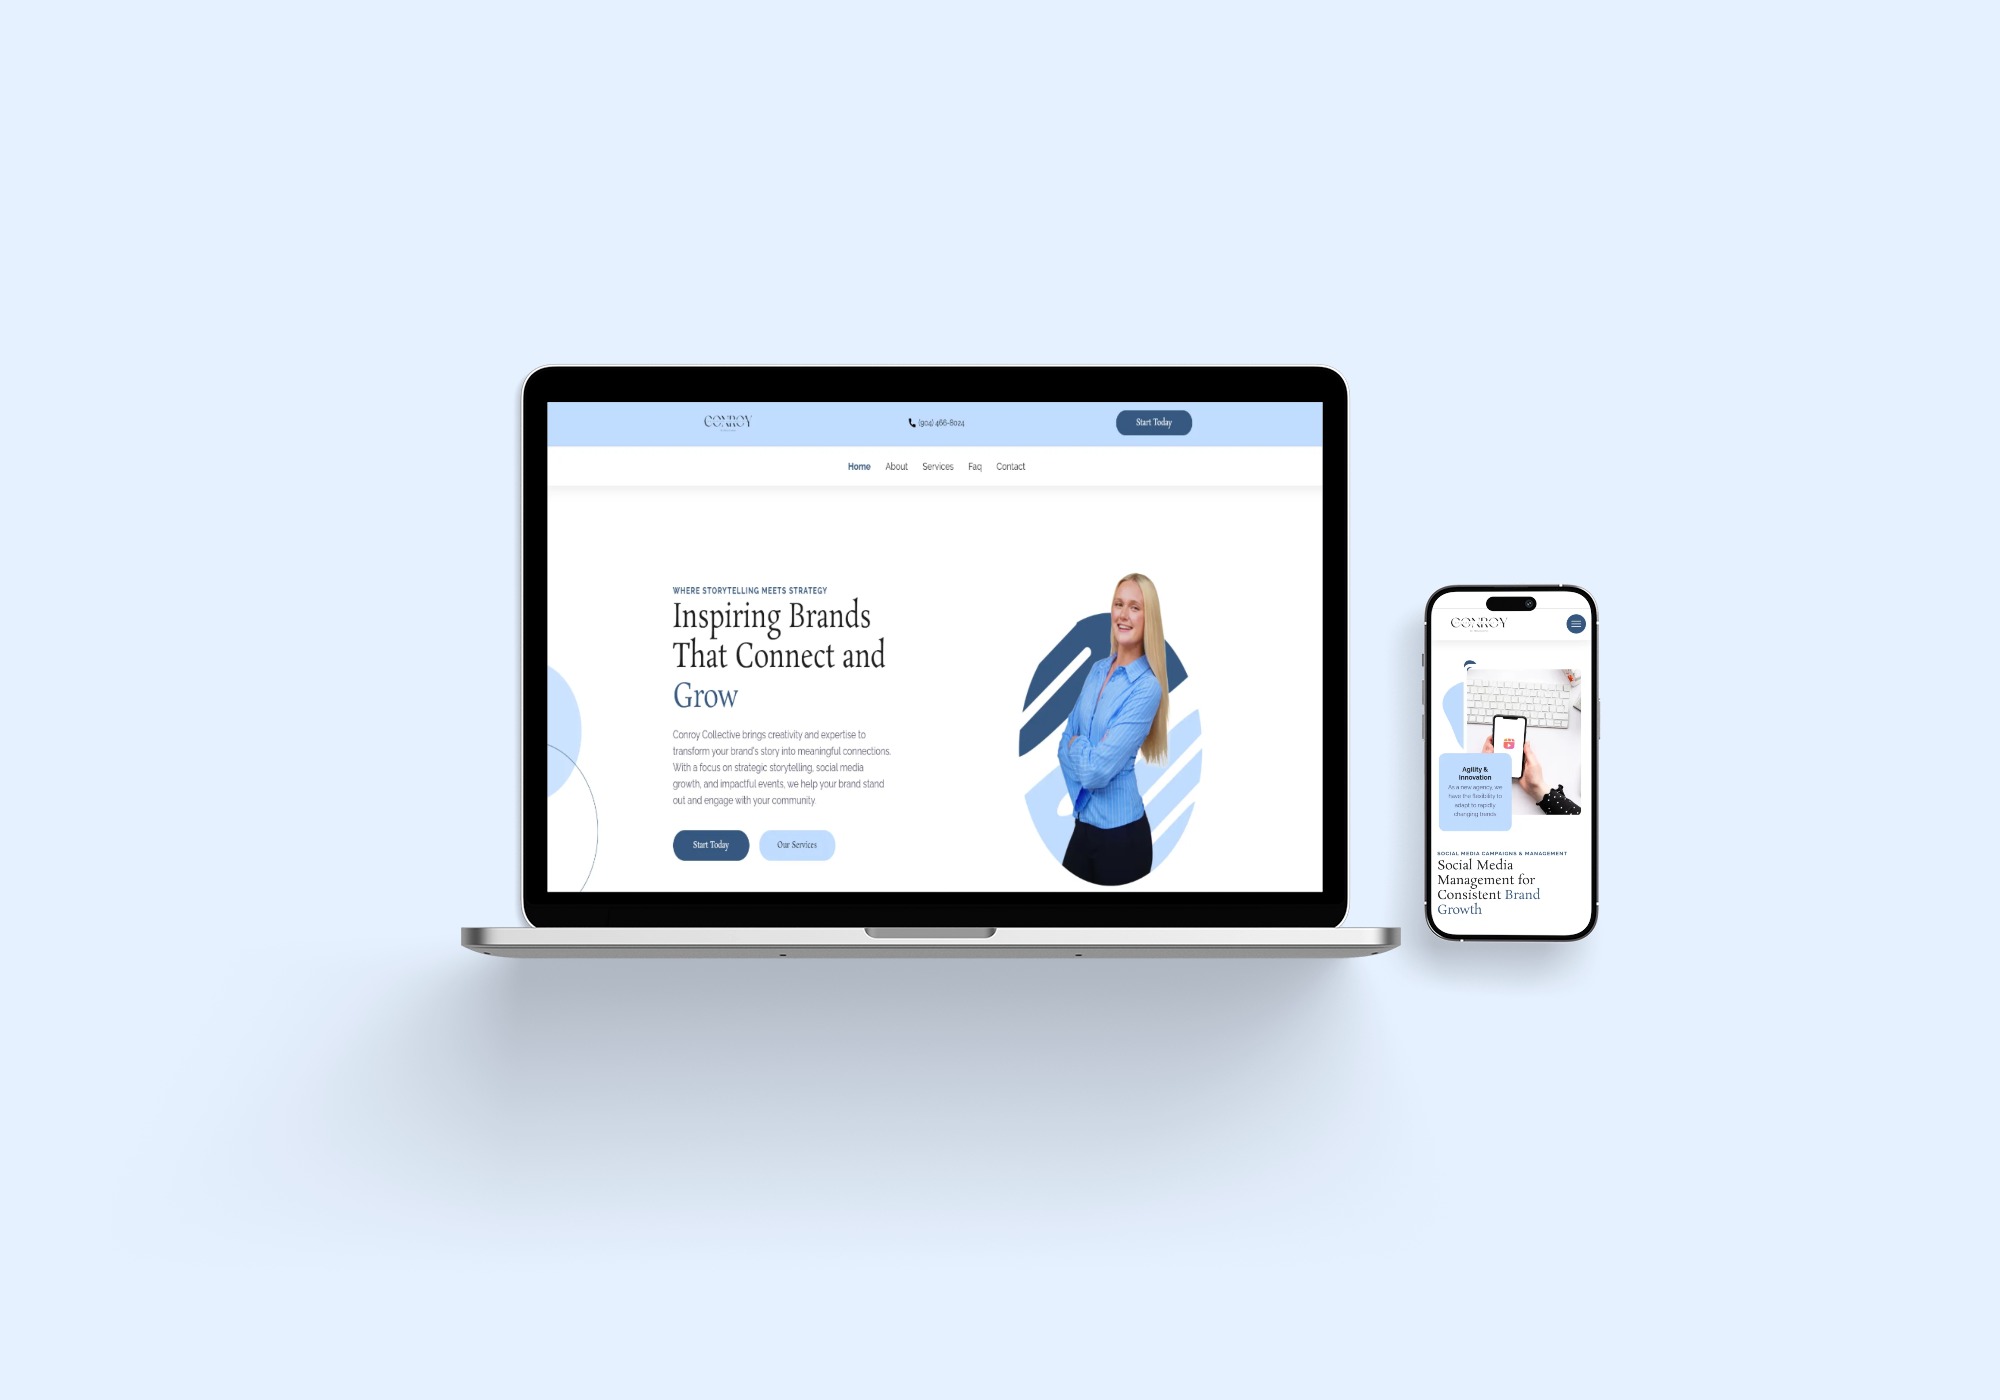 CONROY
(904) 466-8024
Start Today
Home About Services Faq Contact
WHERE STORYTELLING MEETS STRATEGY
Inspiring Brands
That Connect and
Grow
Conroy Collective brings creativity and expertise to
transform your brand's story into meaningful connections.
With a focus on strategic storytelling, social media
growth, and impactful events, we help your brand stand
out and engage with your community.
Start Today
Our Services
CONROY
Agility &
Innovation
As a new agency, we
have the flexibility to
adapt to rapidly
changing trends
SOCIAL MEDIA CAMPAIGNS & MANAGEMENT
Social Media
Management for
Consistent Brand
Growth